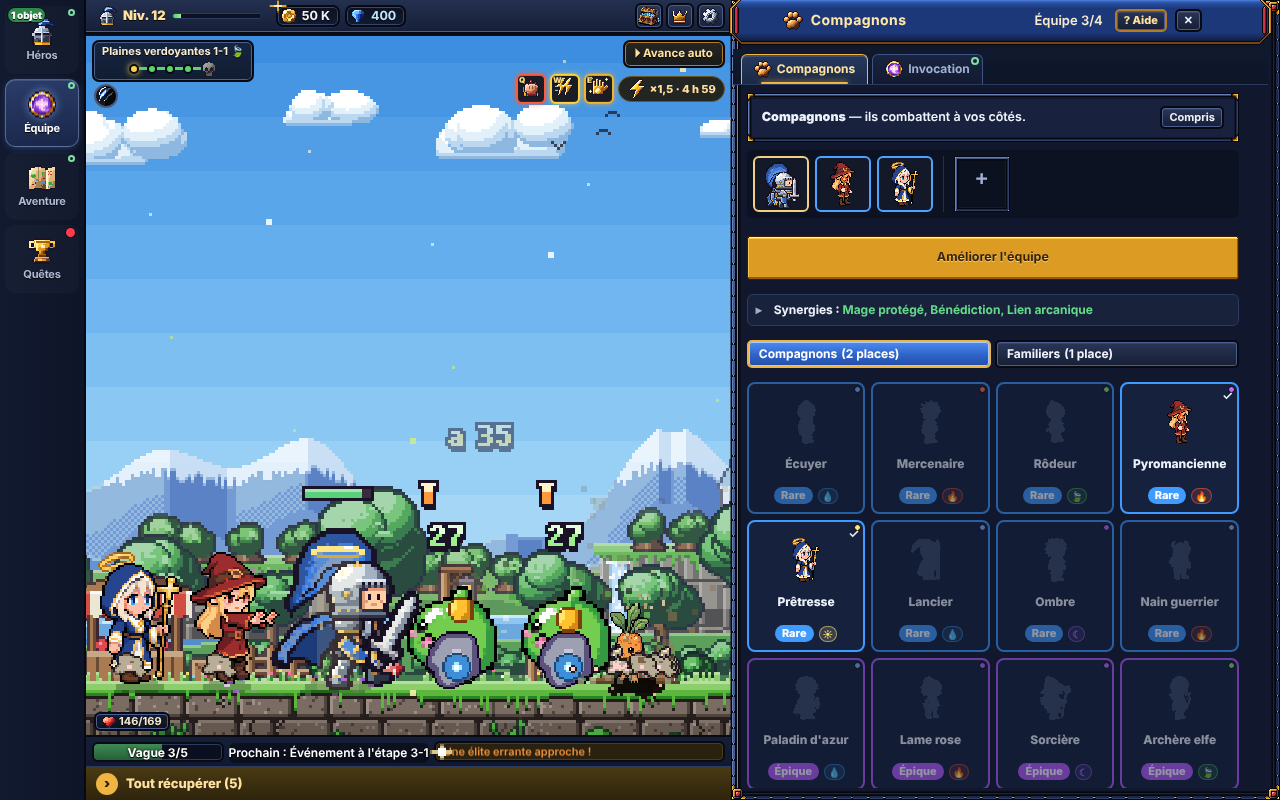 1 objet
Héros
Équipe
Aventure
Quêtes
Niv. 12
50 K
400
Plaines verdoyantes 1-1
Avance auto
Q
W
E
×1,5 · 4 h 59
a 35
27
27
146/169
Vague 3/5
Prochain : Événement à l'étape 3-1
ne élite errante approche !
Tout récupérer (5)
Compagnons
Équipe 3/4
? Aide
×
Compagnons
Invocation
Compagnons — ils combattent à vos côtés.
Compris
+
Améliorer l'équipe
Synergies : Mage protégé, Bénédiction, Lien arcanique
Compagnons (2 places)
Familiers (1 place)
Écuyer
Rare
Mercenaire
Rare
Rôdeur
Rare
Pyromancienne
Rare
Prêtresse
Rare
Lancier
Rare
Ombre
Rare
Nain guerrier
Rare
Paladin d'azur
Épique
Lame rose
Épique
Sorcière
Épique
Archère elfe
Épique